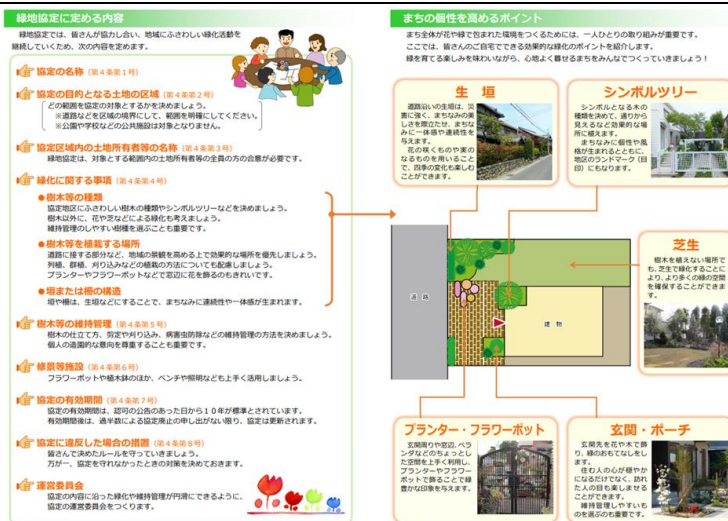 緑地協定に定める内容
緑地協定では、皆さんが協力し合い、地域にふさわしい緑化活動を
継続していくため、次の内容を定めます。
協定の名称（第４条第１号）
協定の目的となる土地の区域（第４条第２号）
どの範囲を協定の対象とするかを決めましょう。
※道路などを区域の境界にして、範囲を明確にしてください。
※公園や学校などの公共施設は対象となりません。
協定区域内の土地所有者等の名称（第４条第３号）
緑地協定は、対象とする範囲内の土地所有者等の全員の方の合意が必要です。
緑化に関する事項（第４条第４号）
●樹木等の種類
協定地区にふさわしい樹木の種類やシンボルツリーなどを決めましょう。
樹木以外に、花や芝などによる緑化も考えましょう。
維持管理のしやすい樹種を選ぶことも重要です。
●樹木等を植栽する場所
道路に接する部分など、地域の景観を高める上で効果的な場所を優先しましょう。
列植、群植、刈り込みなどの植栽の方法についても配慮しましょう。
プランターやフラワーポットなどで窓辺に花を飾るのもきれいです。
●垣または柵の構造
垣や柵は、生垣などにすることで、まちなみに連続性や一体感が生まれます。
樹木等の維持管理（第４条第５号）
樹木の仕立て方、剪定や刈り込み、病害虫防除などの維持管理の方法を決めましょう。
個人の造園的な意向を尊重することも重要です。
修景等施設（第４条第６号）
フラワーポットや植木鉢のほか、ベンチや照明なども上手く活用しましょう。
協定の有効期間（第４条第７号）
協定の有効期間は、認可の公告のあった日から１０年が標準とされています。
有効期間後は、過半数による協定廃止の申し出がない限り、協定は更新されます。
協定に違反した場合の措置（第４条第８号）
皆さんで決めたルールを守っていきましょう。
万が一、協定を守れなかったときの対策を決めておきます。
運営委員会
協定の内容に沿った緑化や維持管理が円滑にできるように、
協定の運営委員会をつくります。
まちの個性を高めるポイント
まち全体が花や緑で包まれた環境をつくるためには、一人ひとりの取り組みが重要です。
ここでは、皆さんのご自宅でできる効果的な緑化のポイントを紹介します。
緑を育てる楽しみを味わいながら、心地よく暮せるまちをみんなでつくっていきましょう！
生 垣
道路沿いの生垣は、災
害に強く、まちなみの美
しさを際立たせ、まちな
みに一体感や連続性を
与えます。
花の咲くものや実の
なるものを用いること
で、四季の変化も楽しむ
ことができます。
シンボルツリー
シンボルとなる木の
種類を決めて、通りから
見えるなど効果的な場
所に植えます。
まちなみに個性や風
格が生まれるとともに、
地区のランドマーク（目
印）にもなります。
芝生
樹木を植えない場所で
も、芝生で緑化することに
より、より多くの緑の空間
を確保することができま
す。
道 路
建 物
プランター・フラワーポット
玄関周りや窓辺、ベラ
ンダなどのちょっとし
た空間を上手く利用し、
プランターやフラワー
ポットで飾ることで緑
豊かな印象を与えます。
玄関・ポーチ
玄関先を花や木で飾
り、緑のおもてなしをし
ます。
住む人の心が穏やか
になるだけでなく、訪れ
た人の目も楽しませる
ことができます。
維持管理しやすいも
のを選ぶのも重要です。